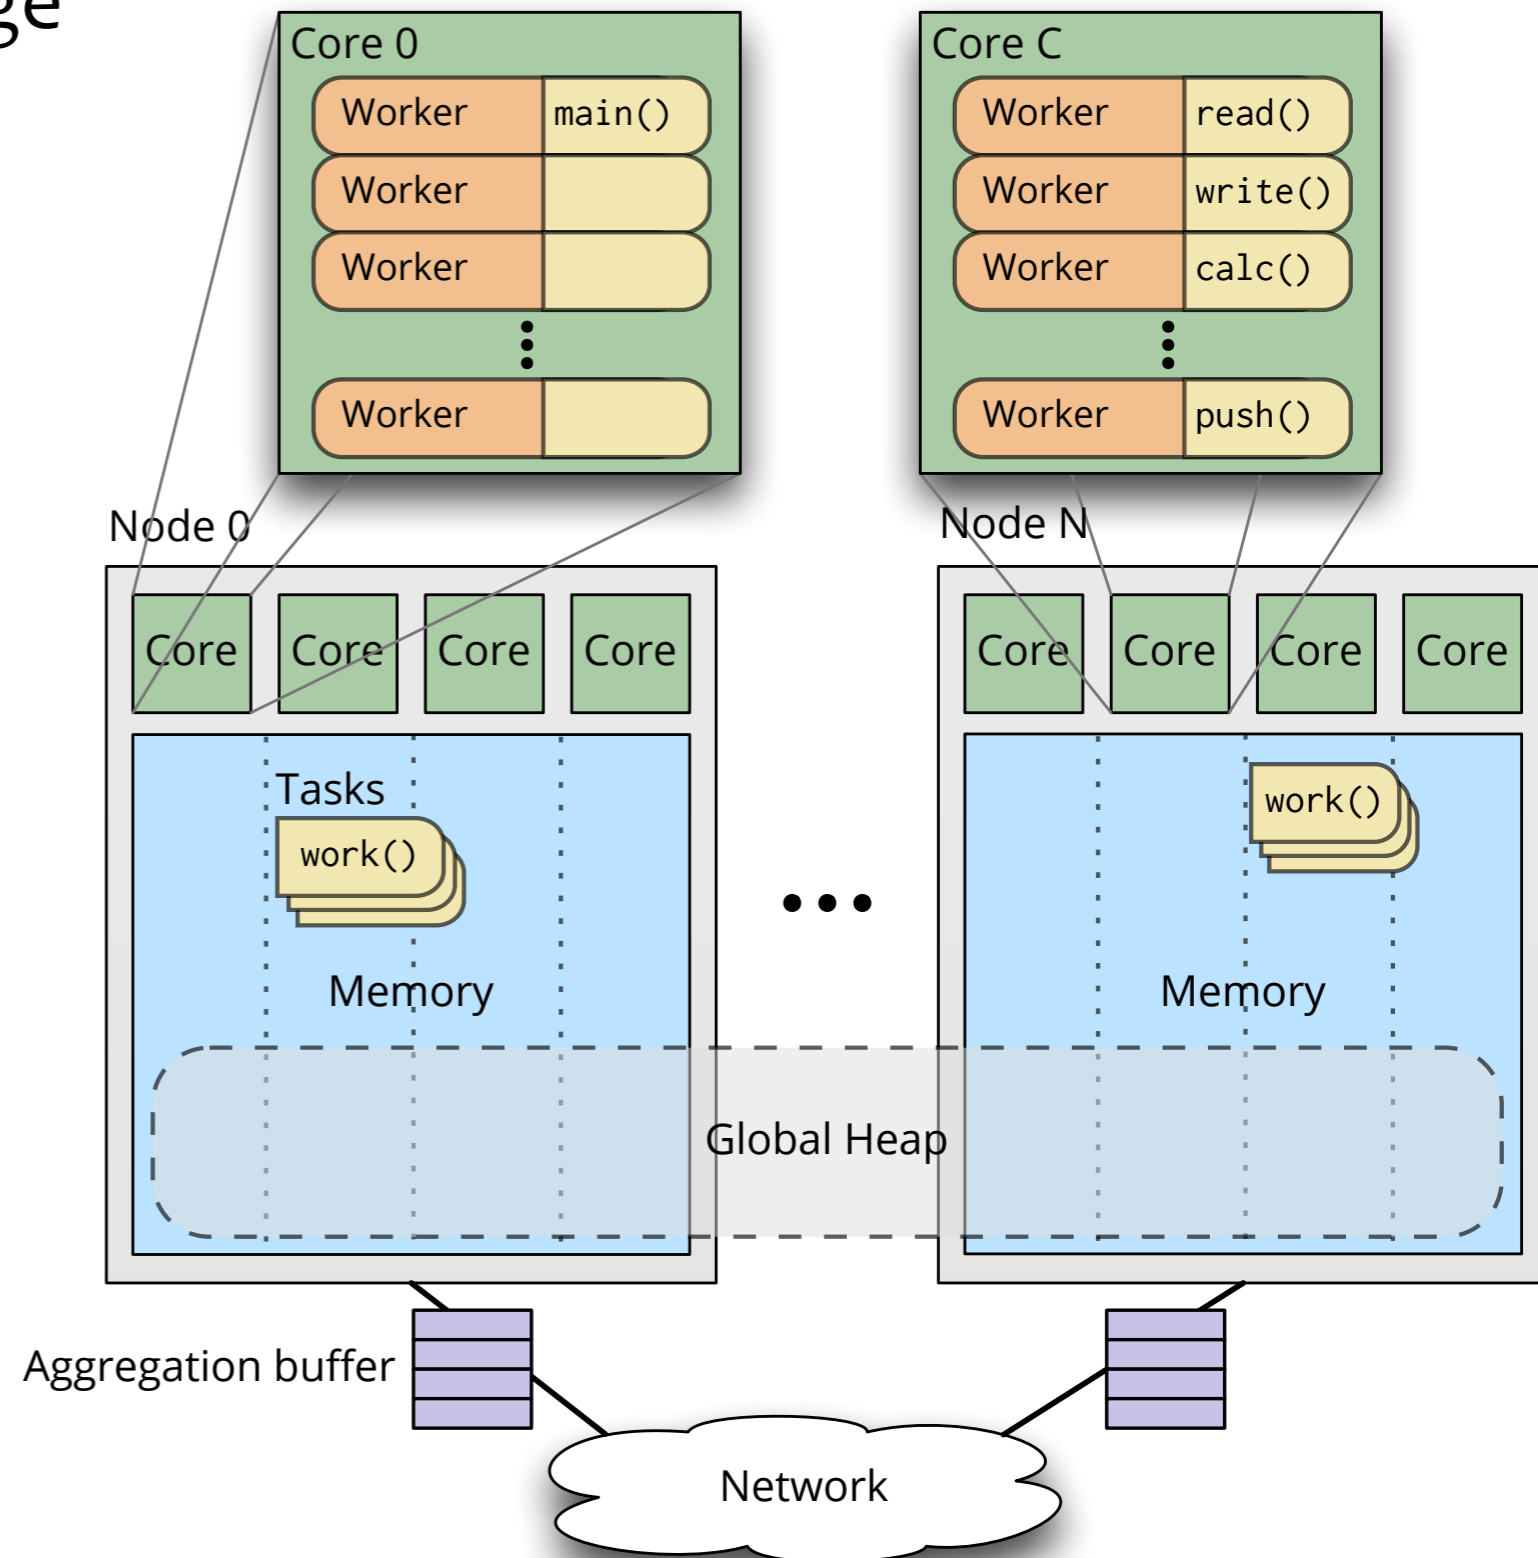 Core 0
Worker main()
Worker
Worker
Worker
Core C
Worker read()
Worker write()
Worker calc()
Worker push()
Node 0
Node N
Core Core Core Core
Core Core Core Core
Tasks
work()
work()
Memory
Memory
Global Heap
Aggregation buffer
Network